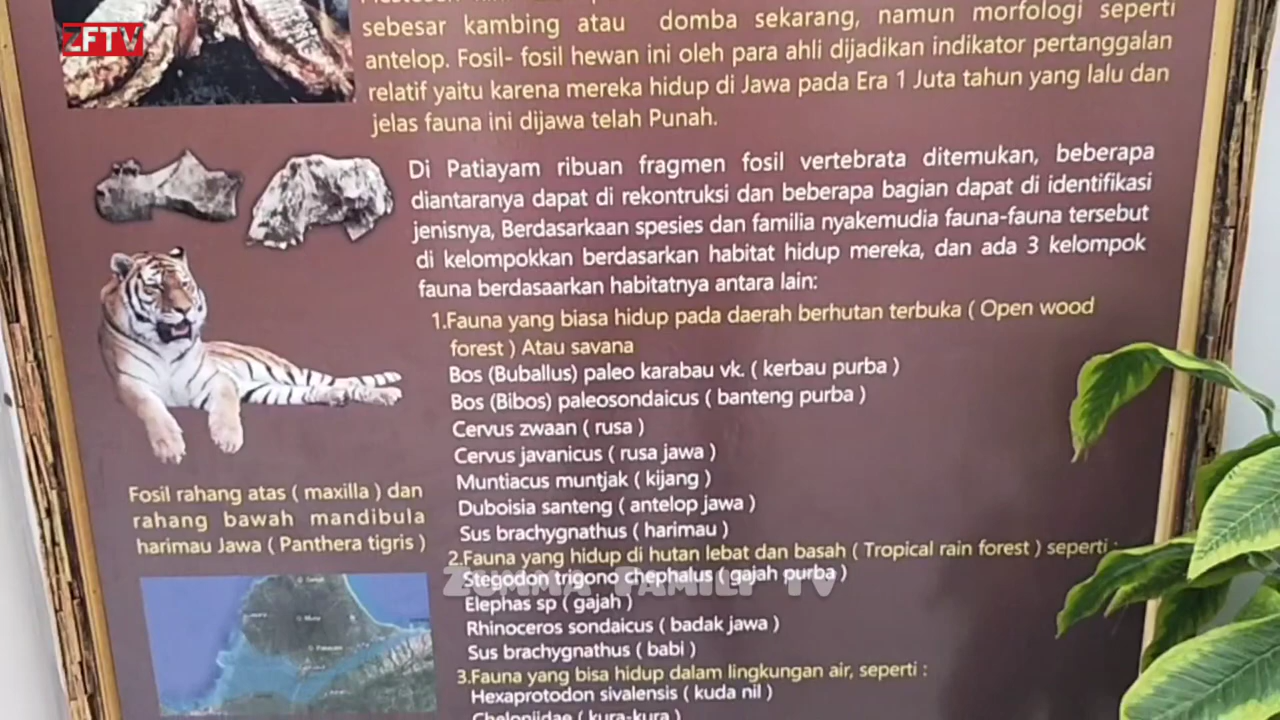 ZFTV
sebesar kambing atau domba sekarang, namun morfologi seperti
antelop. Fosil- fosil hewan ini oleh para ahli dijadikan indikator pertanggalan
relatif yaitu karena mereka hidup di Jawa pada Era 1 Juta tahun yang lalu dan
jelas fauna ini dijawa telah Punah.
Di Patiayam ribuan fragmen fosil vertebrata ditemukan, beberapa
diantaranya dapat di rekontruksi dan beberapa bagian dapat di identifikasi
jenisnya, Berdasarkaan spesies dan familia nyakemudia fauna-fauna tersebut
di kelompokkan berdasarkan habitat hidup mereka, dan ada 3 kelompok
fauna berdasaarkan habitatnya antara lain:
1.Fauna yang biasa hidup pada daerah berhutan terbuka ( Open wood
forest ) Atau savana
Bos (Buballus) paleo karabau vk. ( kerbau purba )
Bos (Bibos) paleosondaicus ( banteng purba )
Cervus zwaan ( rusa )
Cervus javanicus ( rusa jawa )
Muntiacus muntjak ( kijang )
Duboisia santeng ( antelop jawa )
Sus brachygnathus ( harimau )
2.Fauna yang hidup di hutan lebat dan basah ( Tropical rain forest ) seperti :
Stegodon trigono chephalus ( gajah purba )
Elephas sp ( gajah )
Rhinoceros sondaicus ( badak jawa )
Sus brachygnathus ( babi )
3.Fauna yang bisa hidup dalam lingkungan air, seperti :
Hexaprotodon sivalensis ( kuda nil )
Cheloniidae ( kura-kura )
Fosil rahang atas ( maxilla ) dan
rahang bawah mandibula
harimau Jawa ( Panthera tigris )
ZUMMA FAMILY TV